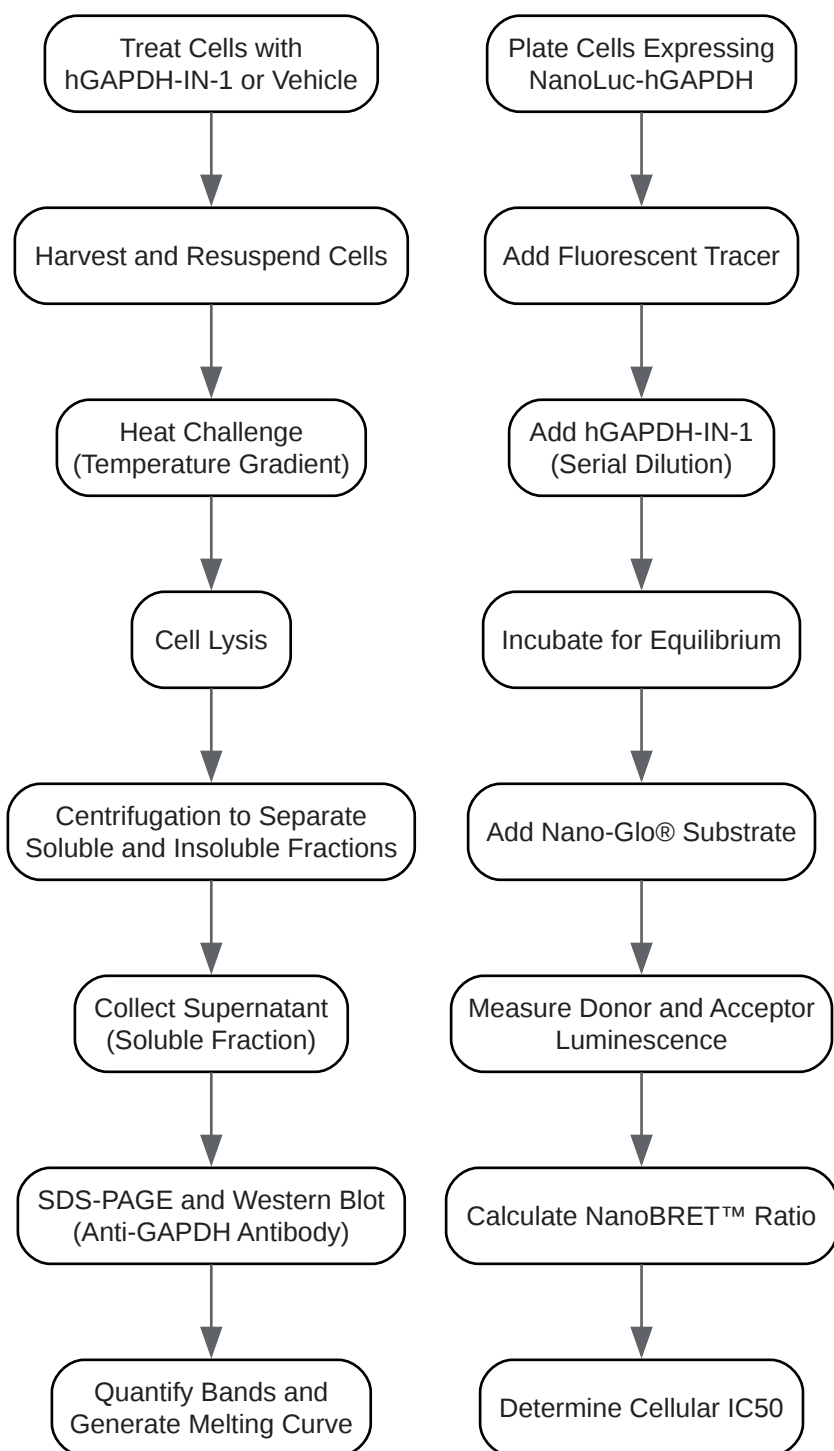 Treat Cells with
hGAPDH-IN-1 or Vehicle
Harvest and Resuspend Cells
Heat Challenge
(Temperature Gradient)
Cell Lysis
Centrifugation to Separate
Soluble and Insoluble Fractions
Collect Supernatant
(Soluble Fraction)
SDS-PAGE and Western Blot
(Anti-GAPDH Antibody)
Quantify Bands and
Generate Melting Curve
Plate Cells Expressing
NanoLuc-hGAPDH
Add Fluorescent Tracer
Add hGAPDH-IN-1
(Serial Dilution)
Incubate for Equilibrium
Add Nano-Glo® Substrate
Measure Donor and Acceptor
Luminescence
Calculate NanoBRET™ Ratio
Determine Cellular IC50